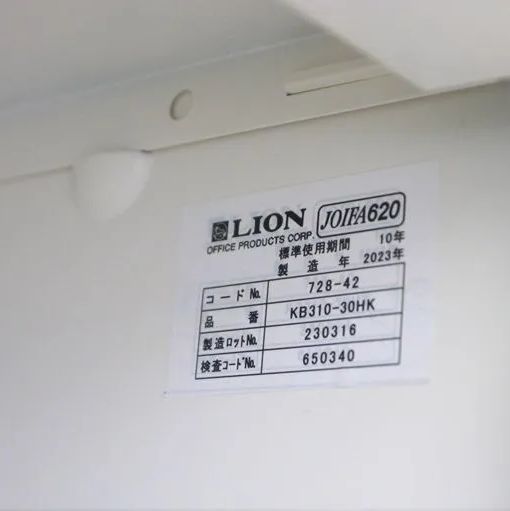 LION JOIFA620
OFFICE PRODUCTS CORP.
標準使用期間 10年
製造年 2023年
コードNo. 728-42
品番 KB310-30HK
製造ロットNo. 230316
検査コードNo. 650340